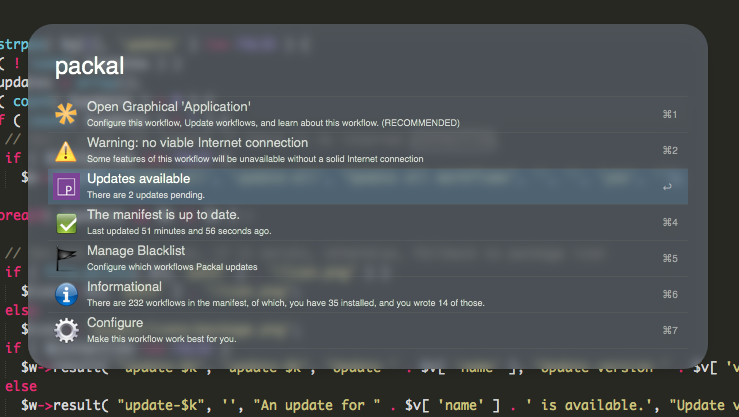 packal
Open Graphical 'Application'
Configure this workflow, Update workflows, and learn about this workflow. (RECOMMENDED)
⌘1
Warning: no viable Internet connection
Some features of this workflow will be unavailable without a solid Internet connection
⌘2
Updates available
There are 2 updates pending.
↩
The manifest is up to date.
Last updated 51 minutes and 56 seconds ago.
⌘4
Manage Blacklist
Configure which workflows Packal updates
⌘5
Informational
There are 232 workflows in the manifest, of which, you have 35 installed, and you wrote 14 of those.
⌘6
Configure
Make this workflow work best for you.
⌘7
else
$w->result( "update-$k", '', "An update for " . $v[ 'name' ] . ' is available.', "Update v